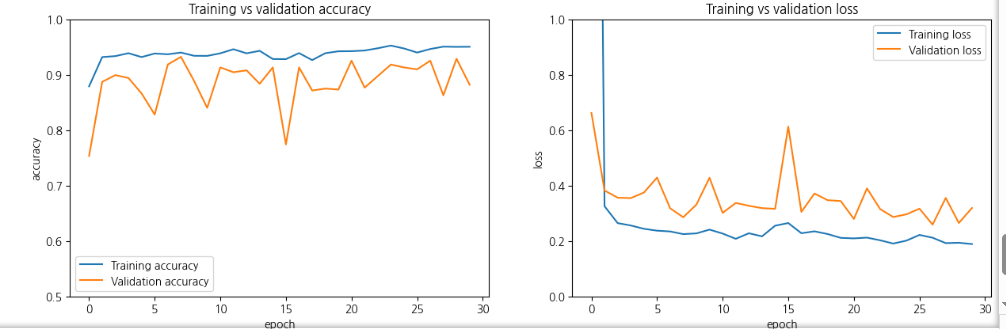 Training vs validation accuracy
1.0
0.9
0.8
0.7
0.6
0.5
accuracy
Training accuracy
Validation accuracy
0 5 10 15 20 25 30
epoch
Training vs validation loss
1.0
0.8
0.6
0.4
0.2
0.0
loss
Training loss
Validation loss
0 5 10 15 20 25 30
epoch